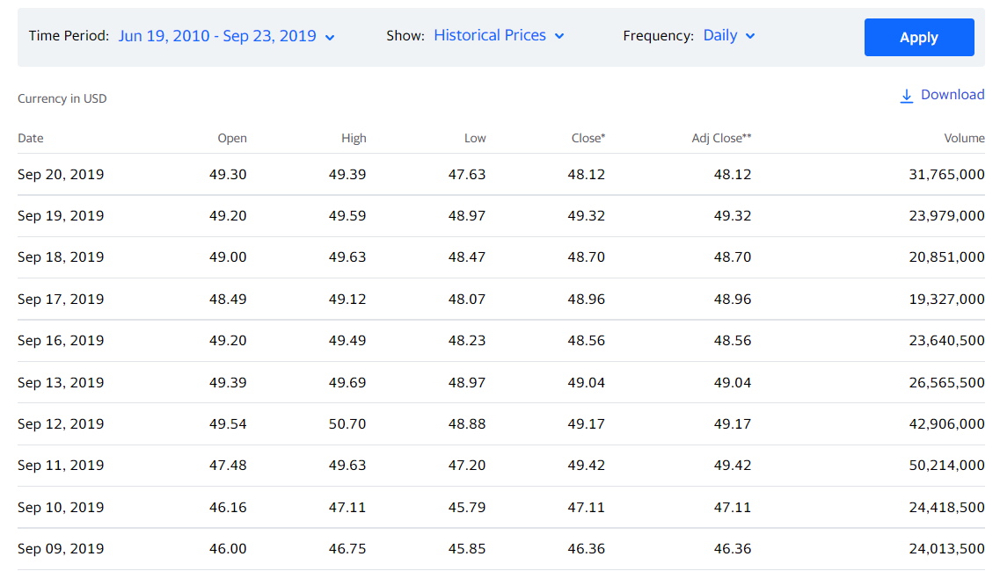 Time Period: Jun 19, 2010 - Sep 23, 2019 Show: Historical Prices Frequency: Daily Apply
Currency in USD Download
Date Open High Low Close* Adj Close** Volume
Sep 20, 2019 49.30 49.39 47.63 48.12 48.12 31,765,000
Sep 19, 2019 49.20 49.59 48.97 49.32 49.32 23,979,000
Sep 18, 2019 49.00 49.63 48.47 48.70 48.70 20,851,000
Sep 17, 2019 48.49 49.12 48.07 48.96 48.96 19,327,000
Sep 16, 2019 49.20 49.49 48.23 48.56 48.56 23,640,500
Sep 13, 2019 49.39 49.69 48.97 49.04 49.04 26,565,500
Sep 12, 2019 49.54 50.70 48.88 49.17 49.17 42,906,000
Sep 11, 2019 47.48 49.63 47.20 49.42 49.42 50,214,000
Sep 10, 2019 46.16 47.11 45.79 47.11 47.11 24,418,500
Sep 09, 2019 46.00 46.75 45.85 46.36 46.36 24,013,500